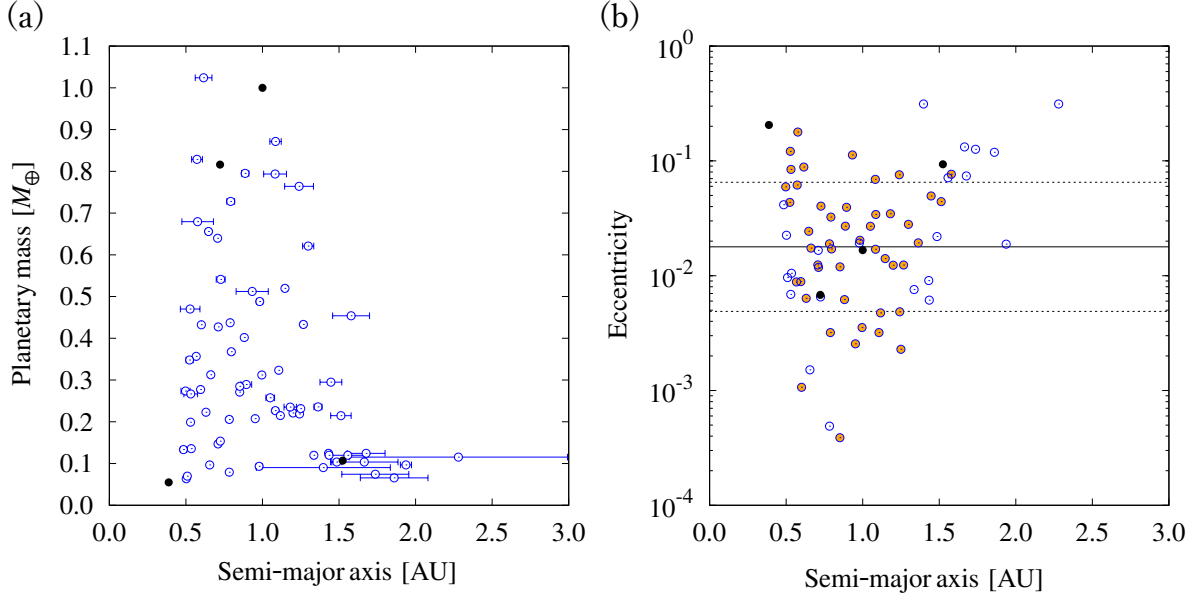 (a)
1.1
1.0
0.9
0.8
0.7
0.6
0.5
0.4
0.3
0.2
0.1
0.0
Planetary mass [M⊕]
0.0 0.5 1.0 1.5 2.0 2.5 3.0
Semi-major axis [AU]
(b)
10⁰
10⁻¹
10⁻²
10⁻³
10⁻⁴
Eccentricity
0.0 0.5 1.0 1.5 2.0 2.5 3.0
Semi-major axis [AU]